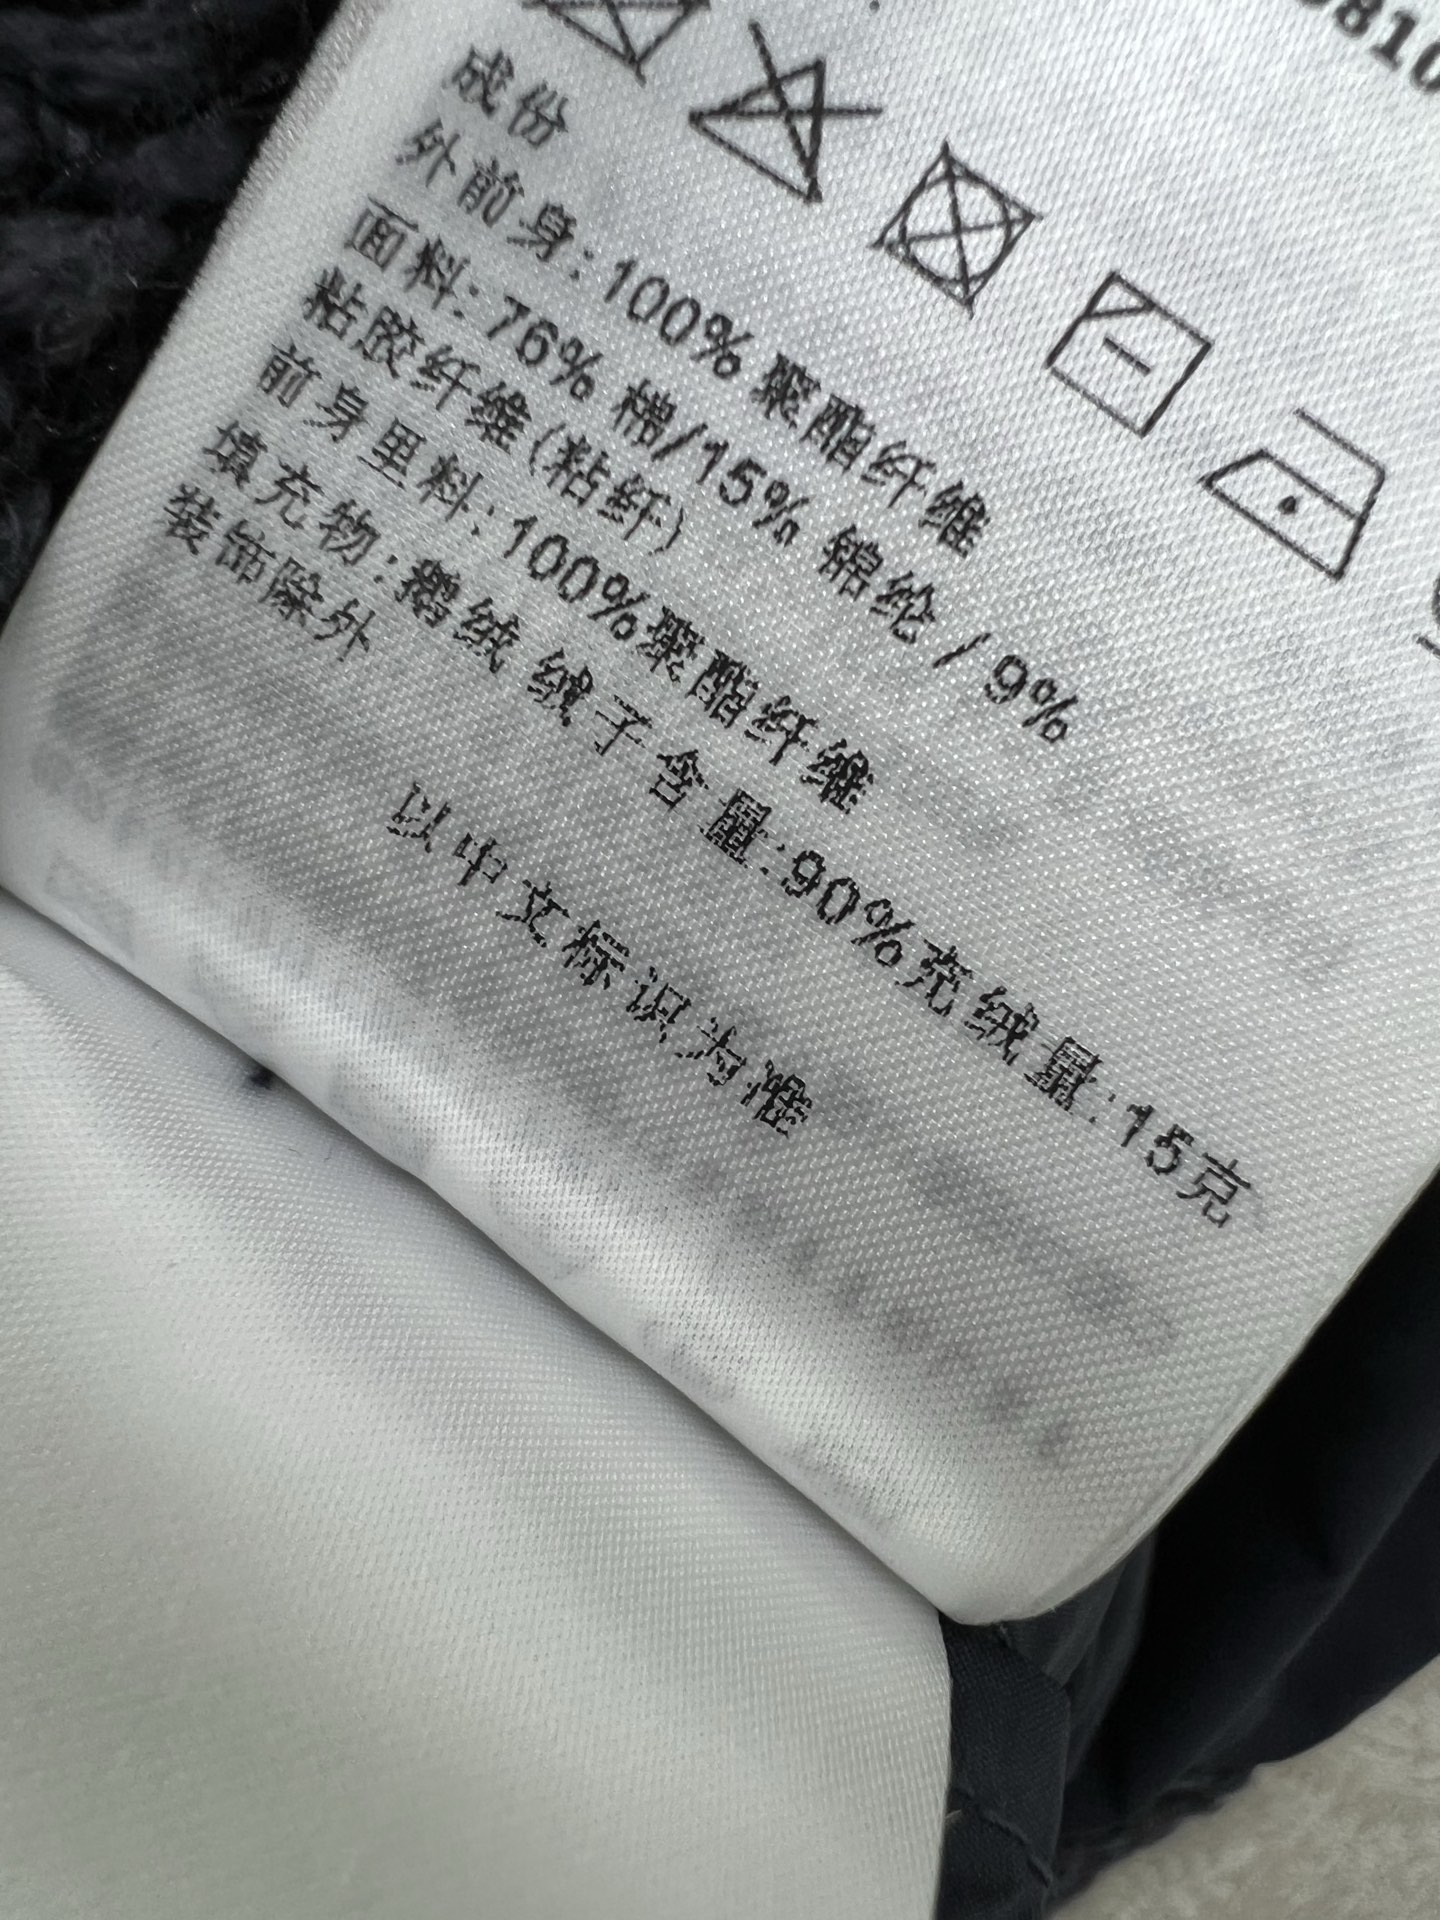 810
成份
外前身:100% 聚酯纤维
面料:76% 棉/15% 锦纶 / 9%
粘胶纤维(粘纤)
前身里料:100%聚酯纤维
填充物:鹅绒 绒子含量:90%充绒量:15克
装饰除外
以中文标识为准